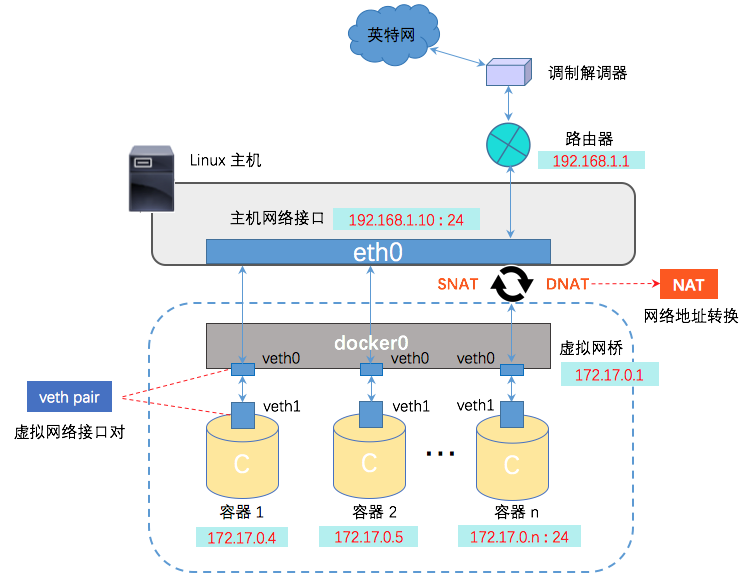 英特网
调制解调器
路由器
192.168.1.1
Linux 主机
主机网络接口
192.168.1.10 : 24
eth0
SNAT
DNAT
NAT
网络地址转换
docker0
虚拟网桥
172.17.0.1
veth0
veth0
veth0
veth pair
虚拟网络接口对
veth1
veth1
veth1
C
C
...
C
容器 1
容器 2
容器 n
172.17.0.4
172.17.0.5
172.17.0.n : 24